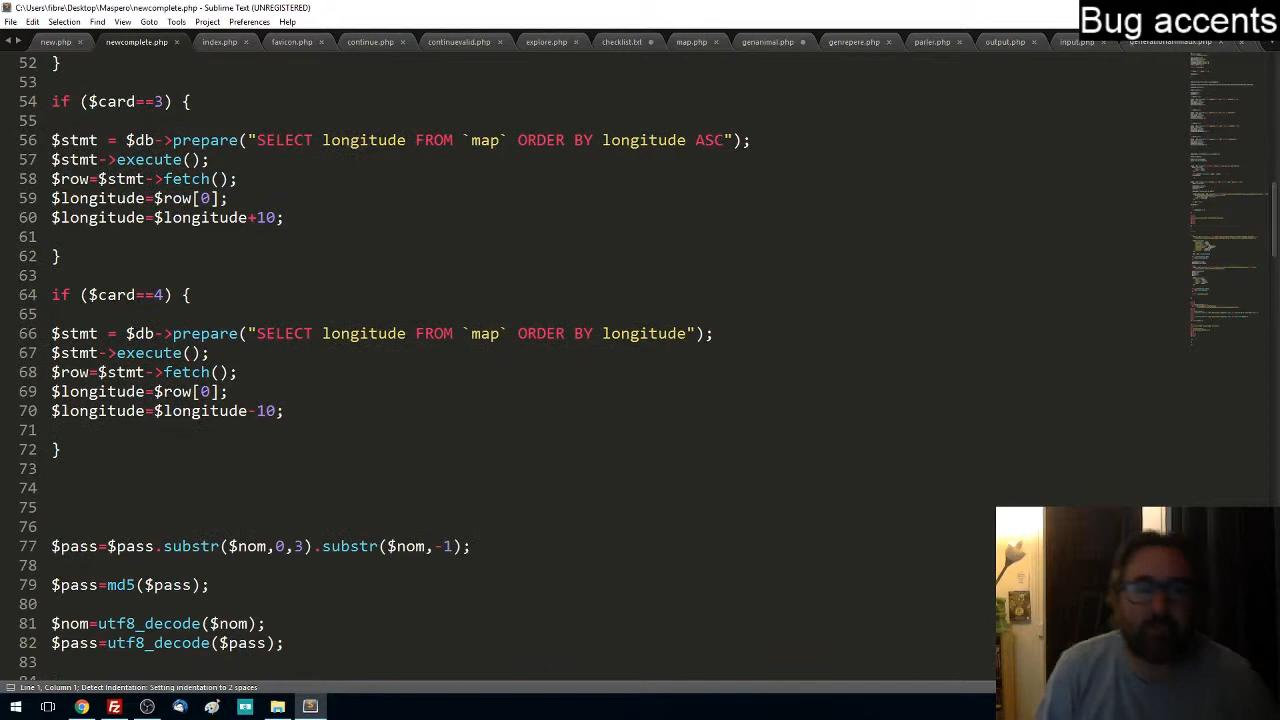 C:\Users\fibre\Desktop\Maspero\newcomplete.php - Sublime Text (UNREGISTERED)
Bug accents
File Edit Selection Find View Goto Tools Project Preferences Help
new.php newcomplete.php index.php favicon.php continue.php continuevalid.php explore.php checklist.txt map.php genanimal.php genrepere.php parler.php output.php input.php generationanimaux.php
52 }
53
54 if ($card==3) {
55
56 $stmt = $db->prepare("SELECT longitude FROM `map` ORDER BY longitude ASC");
57 $stmt->execute();
58 $row=$stmt->fetch();
59 $longitude=$row[0];
60 $longitude=$longitude+10;
61
62 }
63
64 if ($card==4) {
65
66 $stmt = $db->prepare("SELECT longitude FROM `map` ORDER BY longitude");
67 $stmt->execute();
68 $row=$stmt->fetch();
69 $longitude=$row[0];
70 $longitude=$longitude-10;
71
72 }
73
74
75
76
77 $pass=$pass.substr($nom,0,3).substr($nom,-1);
78
79 $pass=md5($pass);
80
81 $nom=utf8_decode($nom);
82 $pass=utf8_decode($pass);
83
84
Line 1, Column 1; Detect Indentation: Setting indentation to 2 spaces